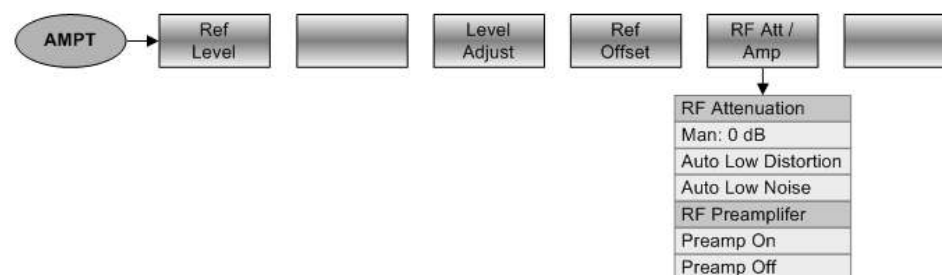 AMPT
Ref
Level
Level
Adjust
Ref
Offset
RF Att /
Amp
RF Attenuation
Man: 0 dB
Auto Low Distortion
Auto Low Noise
RF Preamplifer
Preamp On
Preamp Off